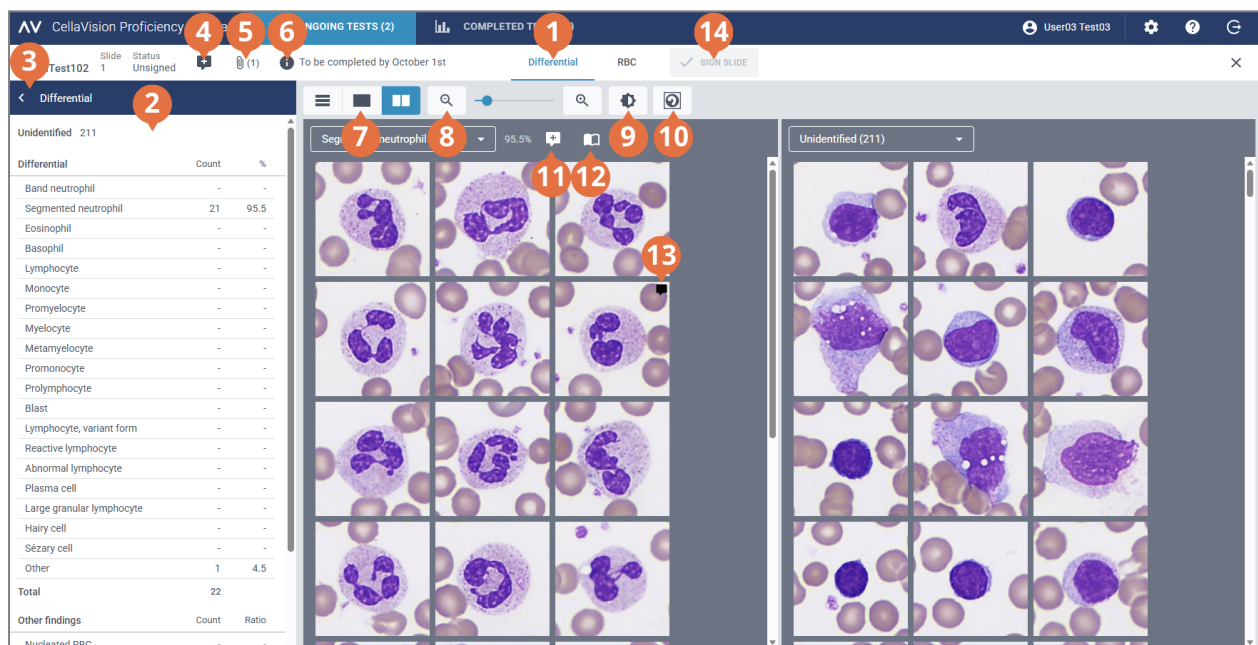 CellaVision Proficiency
ONGOING TESTS (2)
COMPLETED
User03 Test03
4
5
6
1
14
3
Test102
Slide
1
Status
Unsigned
(1)
To be completed by October 1st
Differential
RBC
SIGN SLIDE
Differential
2
7
8
9
10
Unidentified 211
Segmented neutrophil
95.5%
Unidentified (211)
11
12
13
Differential Count %
Band neutrophil - -
Segmented neutrophil 21 95.5
Eosinophil - -
Basophil - -
Lymphocyte - -
Monocyte - -
Promyelocyte - -
Myelocyte - -
Metamyelocyte - -
Promonocyte - -
Prolymphocyte - -
Blast - -
Lymphocyte, variant form - -
Reactive lymphocyte - -
Abnormal lymphocyte - -
Plasma cell - -
Large granular lymphocyte - -
Hairy cell - -
Sézary cell - -
Other 1 4.5
Total 22
Other findings Count Ratio
Nucleated RBC - -